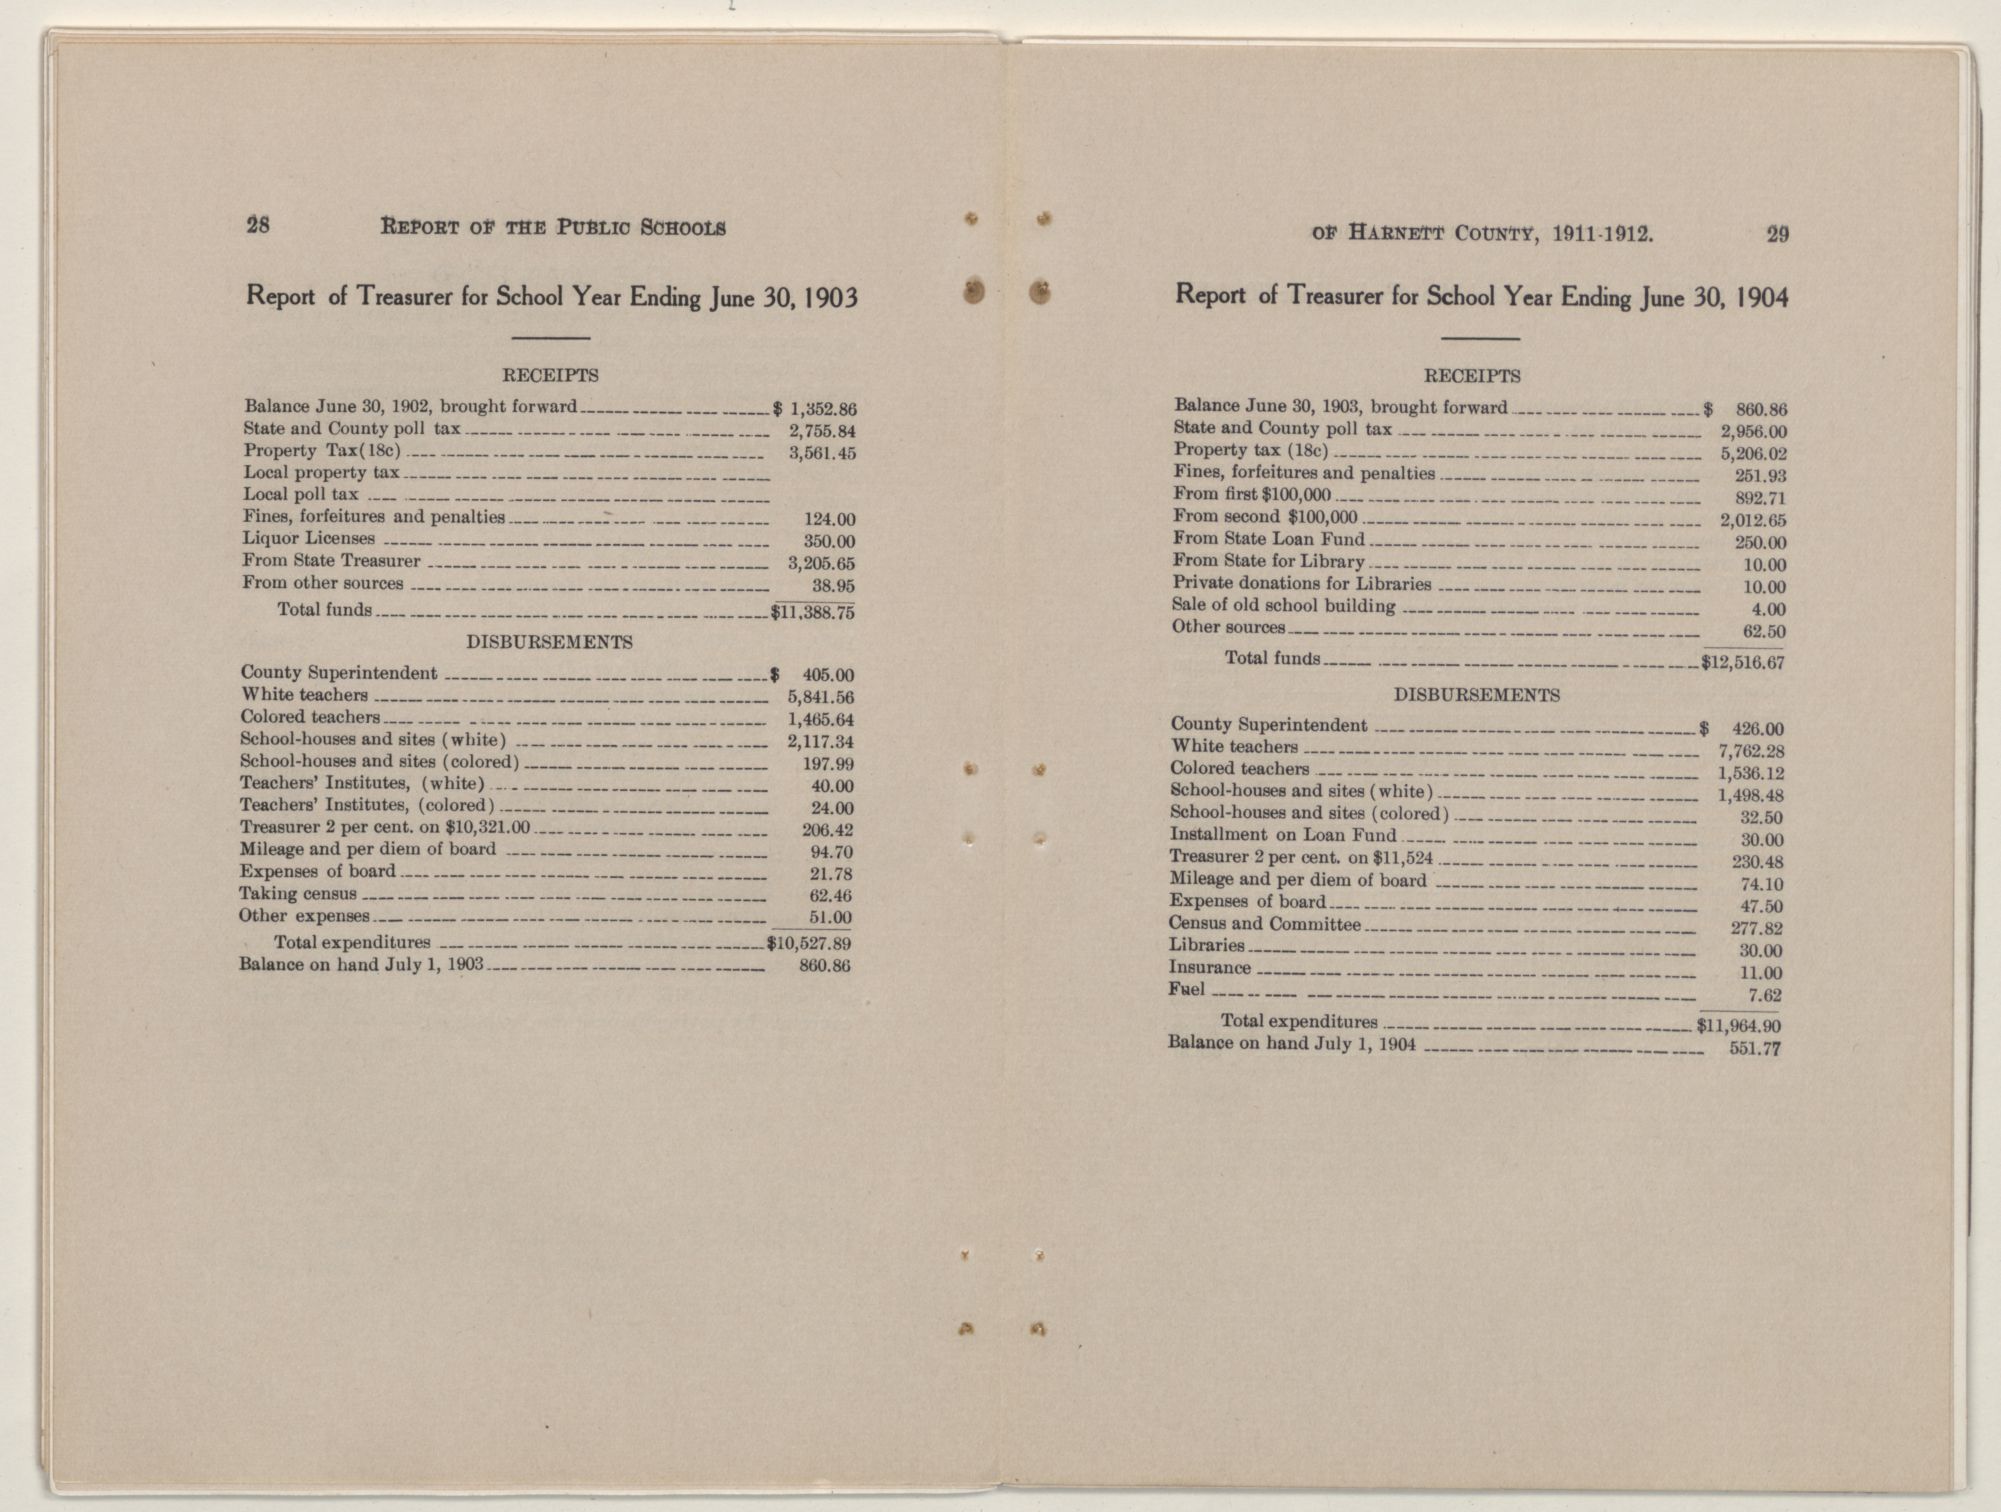 28 REPORT OF THE PUBLIC SCHOOLS
Report of Treasurer for School Year Ending June 30, 1903
RECEIPTS
Balance June 30, 1902, brought forward $ 1,352.86
State and County poll tax 2,755.84
Property Tax(18c) 3,561.45
Local property tax
Local poll tax
Fines, forfeitures and penalties 124.00
Liquor Licenses 350.00
From State Treasurer 3,205.65
From other sources 38.95
Total funds $11,388.75
DISBURSEMENTS
County Superintendent $ 405.00
White teachers 5,841.56
Colored teachers 1,465.64
School-houses and sites (white) 2,117.34
School-houses and sites (colored) 197.99
Teachers' Institutes, (white) 40.00
Teachers' Institutes, (colored) 24.00
Treasurer 2 per cent. on $10,321.00 206.42
Mileage and per diem of board 94.70
Expenses of board 21.78
Taking census 62.46
Other expenses 51.00
Total expenditures $10,527.89
Balance on hand July 1, 1903 860.86
OF HARNETT COUNTY, 1911-1912. 29
Report of Treasurer for School Year Ending June 30, 1904
RECEIPTS
Balance June 30, 1903, brought forward $ 860.86
State and County poll tax 2,956.00
Property tax (18c) 5,206.02
Fines, forfeitures and penalties 251.93
From first $100,000 892.71
From second $100,000 2,012.65
From State Loan Fund 250.00
From State for Library 10.00
Private donations for Libraries 10.00
Sale of old school building 4.00
Other sources 62.50
Total funds $12,516.67
DISBURSEMENTS
County Superintendent $ 426.00
White teachers 7,762.28
Colored teachers 1,536.12
School-houses and sites (white) 1,498.48
School-houses and sites (colored) 32.50
Installment on Loan Fund 30.00
Treasurer 2 per cent. on $11,524 230.48
Mileage and per diem of board 74.10
Expenses of board 47.50
Census and Committee 277.82
Libraries 30.00
Insurance 11.00
Fuel 7.62
Total expenditures $11,964.90
Balance on hand July 1, 1904 551.77